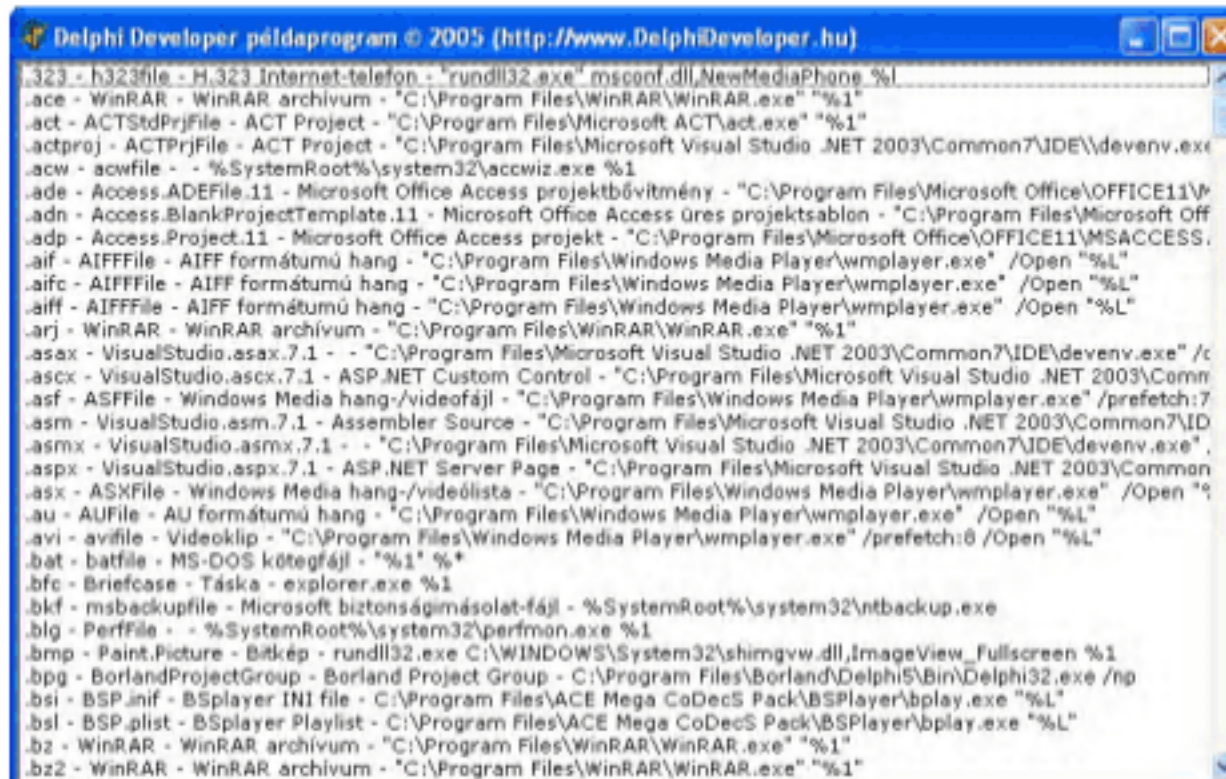 Delphi Developer példaprogram © 2005 (http://www.DelphiDeveloper.hu)
.323 - h323file - H.323 Internet-telefon - "rundll32.exe" msconf.dll,NewMediaPhone %l
.ace - WinRAR - WinRAR archívum - "C:\Program Files\WinRAR\WinRAR.exe" "%1"
.act - ACTStdPrjFile - ACT Project - "C:\Program Files\Microsoft ACT\act.exe" "%1"
.actproj - ACTPrjFile - ACT Project - "C:\Program Files\Microsoft Visual Studio .NET 2003\Common7\IDE\\devenv.exe
.acw - acwfile - - %SystemRoot%\system32\accwiz.exe %1
.ade - Access.ADEFile.11 - Microsoft Office Access projektbővítmény - "C:\Program Files\Microsoft Office\OFFICE11\M
.adn - Access.BlankProjectTemplate.11 - Microsoft Office Access üres projektsablon - "C:\Program Files\Microsoft Off
.adp - Access.Project.11 - Microsoft Office Access projekt - "C:\Program Files\Microsoft Office\OFFICE11\MSACCESS.
.aif - AIFFFile - AIFF formátumú hang - "C:\Program Files\Windows Media Player\wmplayer.exe" /Open "%L"
.aifc - AIFFFile - AIFF formátumú hang - "C:\Program Files\Windows Media Player\wmplayer.exe" /Open "%L"
.aiff - AIFFFile - AIFF formátumú hang - "C:\Program Files\Windows Media Player\wmplayer.exe" /Open "%L"
.arj - WinRAR - WinRAR archívum - "C:\Program Files\WinRAR\WinRAR.exe" "%1"
.asax - VisualStudio.asax.7.1 - - "C:\Program Files\Microsoft Visual Studio .NET 2003\Common7\IDE\devenv.exe" /d
.ascx - VisualStudio.ascx.7.1 - ASP.NET Custom Control - "C:\Program Files\Microsoft Visual Studio .NET 2003\Comm
.asf - ASFFile - Windows Media hang-/videofájl - "C:\Program Files\Windows Media Player\wmplayer.exe" /prefetch:7
.asm - VisualStudio.asm.7.1 - Assembler Source - "C:\Program Files\Microsoft Visual Studio .NET 2003\Common7\ID
.asmx - VisualStudio.asmx.7.1 - - "C:\Program Files\Microsoft Visual Studio .NET 2003\Common7\IDE\devenv.exe"
.aspx - VisualStudio.aspx.7.1 - ASP.NET Server Page - "C:\Program Files\Microsoft Visual Studio .NET 2003\Common
.asx - ASXFile - Windows Media hang-/videólista - "C:\Program Files\Windows Media Player\wmplayer.exe" /Open "%
.au - AUFile - AU formátumú hang - "C:\Program Files\Windows Media Player\wmplayer.exe" /Open "%L"
.avi - avifile - Videoklip - "C:\Program Files\Windows Media Player\wmplayer.exe" /prefetch:8 /Open "%L"
.bat - batfile - MS-DOS kötegfájl - "%1" %*
.bfc - Briefcase - Táska - explorer.exe %1
.bkf - msbackupfile - Microsoft biztonságimásolat-fájl - %SystemRoot%\system32\ntbackup.exe
.blg - PerfFile - - %SystemRoot%\system32\perfmon.exe %1
.bmp - Paint.Picture - Bitkép - rundll32.exe C:\WINDOWS\System32\shimgvw.dll,ImageView_Fullscreen %1
.bpg - BorlandProjectGroup - Borland Project Group - C:\Program Files\Borland\Delphi5\Bin\Delphi32.exe /np
.bsi - BSP.inif - BSplayer INI file - C:\Program Files\ACE Mega CoDecS Pack\BSPlayer\bplay.exe "%L"
.bsl - BSP.plist - BSplayer Playlist - C:\Program Files\ACE Mega CoDecS Pack\BSPlayer\bplay.exe "%L"
.bz - WinRAR - WinRAR archívum - "C:\Program Files\WinRAR\WinRAR.exe" "%1"
.bz2 - WinRAR - WinRAR archívum - "C:\Program Files\WinRAR\WinRAR.exe" "%1"